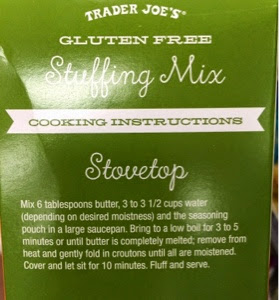 TRADER JOE'S®
GLUTEN FREE
Stuffing Mix
COOKING INSTRUCTIONS
Stovetop
Mix 6 tablespoons butter, 3 to 3 1/2 cups water
(depending on desired moistness) and the seasoning
pouch in a large saucepan. Bring to a low boil for 3 to 5
minutes or until butter is completely melted; remove from
heat and gently fold in croutons until all are moistened.
Cover and let sit for 10 minutes. Fluff and serve.